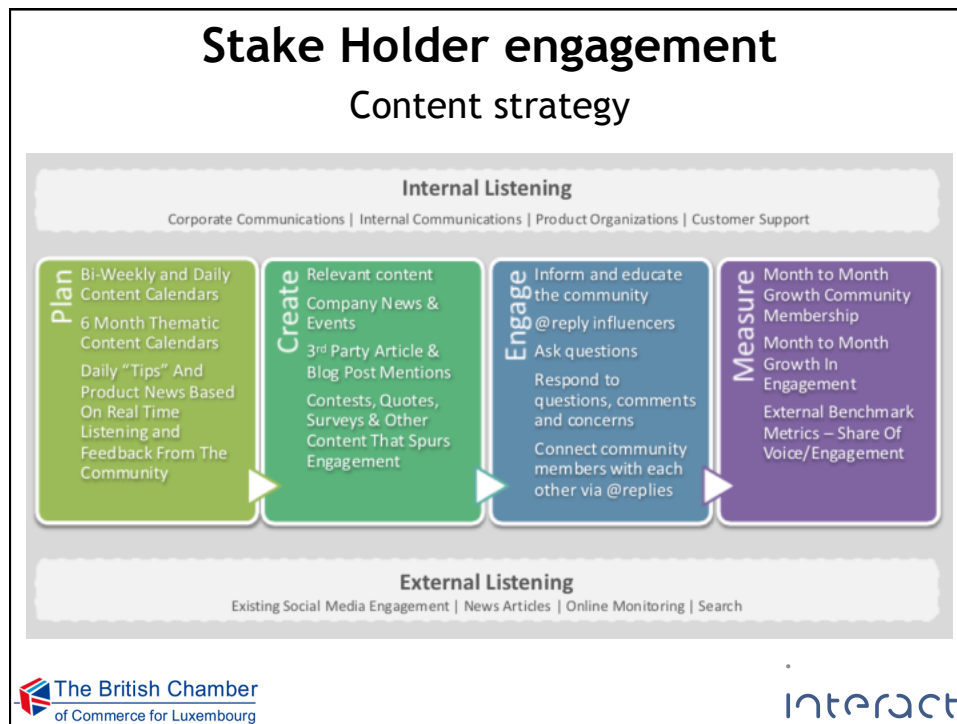 Stake Holder engagement
Content strategy
Internal Listening
Corporate Communications | Internal Communications | Product Organizations | Customer Support
Plan
Bi-Weekly and Daily
Content Calendars
6 Month Thematic
Content Calendars
Daily “Tips” And
Product News Based
On Real Time
Listening and
Feedback From The
Community
Create
Relevant content
Company News &
Events
3rd Party Article &
Blog Post Mentions
Contests, Quotes,
Surveys & Other
Content That Spurs
Engagement
Engage
Inform and educate
the community
@reply influencers
Ask questions
Respond to
questions, comments
and concerns
Connect community
members with each
other via @replies
Measure
Month to Month
Growth Community
Membership
Month to Month
Growth In
Engagement
External Benchmark
Metrics – Share Of
Voice/Engagement
External Listening
Existing Social Media Engagement | News Articles | Online Monitoring | Search
The British Chamber
of Commerce for Luxembourg
interact